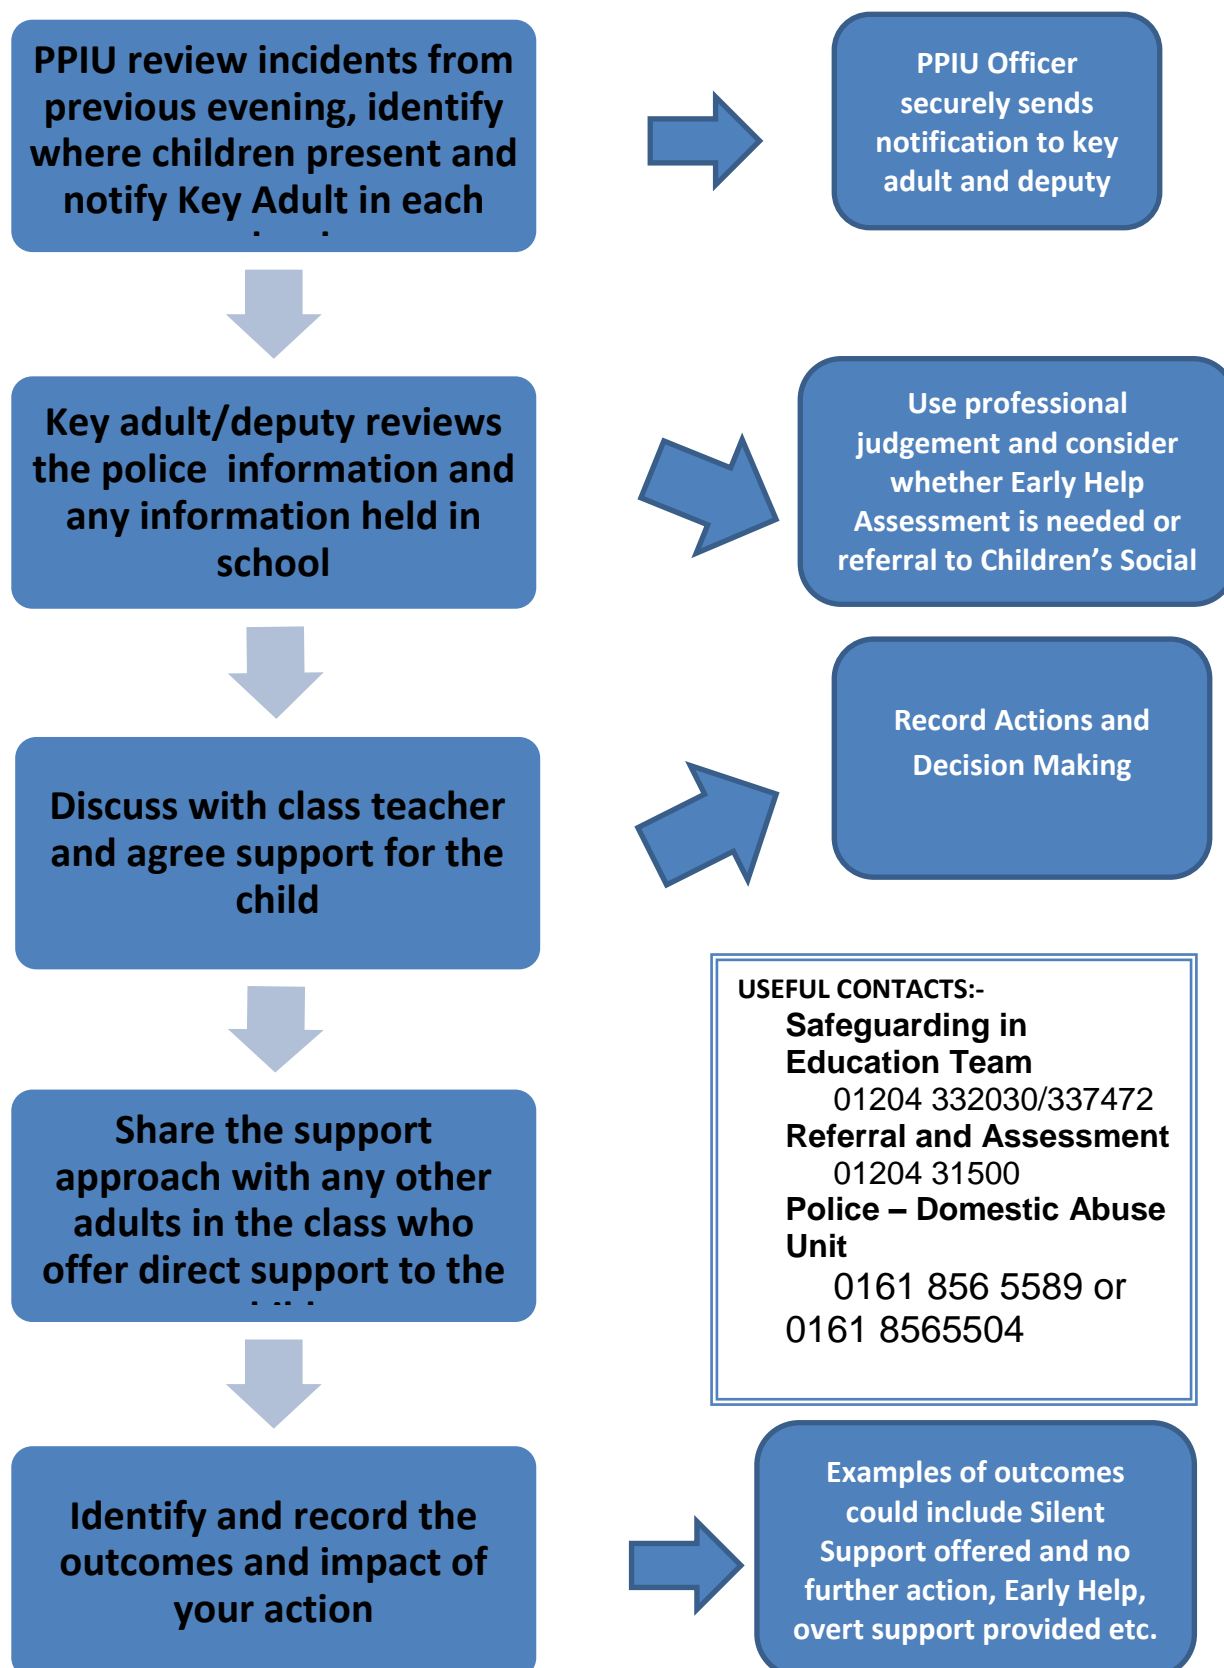 PPIU review incidents from
previous evening, identify
where children present and
notify Key Adult in each
PPIU Officer
securely sends
notification to key
adult and deputy
Key adult/deputy reviews
the police information and
any information held in
school
Use professional
judgement and consider
whether Early Help
Assessment is needed or
referral to Children’s Social
Discuss with class teacher
and agree support for the
child
Record Actions and
Decision Making
Share the support
approach with any other
adults in the class who
offer direct support to the
USEFUL CONTACTS:-
Safeguarding in
Education Team
01204 332030/337472
Referral and Assessment
01204 31500
Police – Domestic Abuse
Unit
0161 856 5589 or
0161 8565504
Identify and record the
outcomes and impact of
your action
Examples of outcomes
could include Silent
Support offered and no
further action, Early Help,
overt support provided etc.